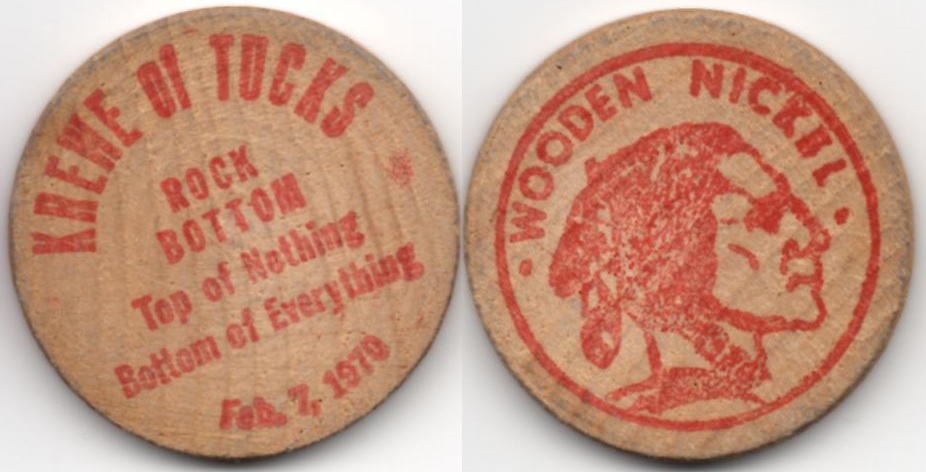 KREWE OF TUCKS
ROCK
BOTTOM
Top of Nothing
Bottom of Everything
Feb. 7, 1970
WOODEN NICKEL